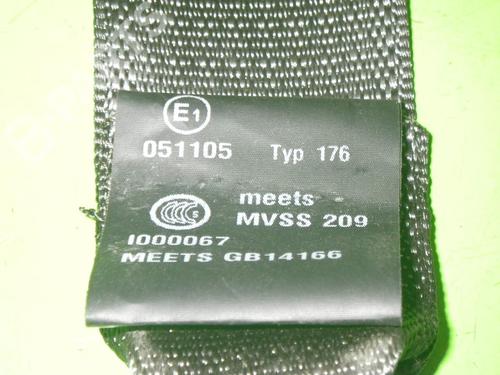 E1
051105 Typ 176
meets
MVSS 209
S
I000067
MEETS GB14166